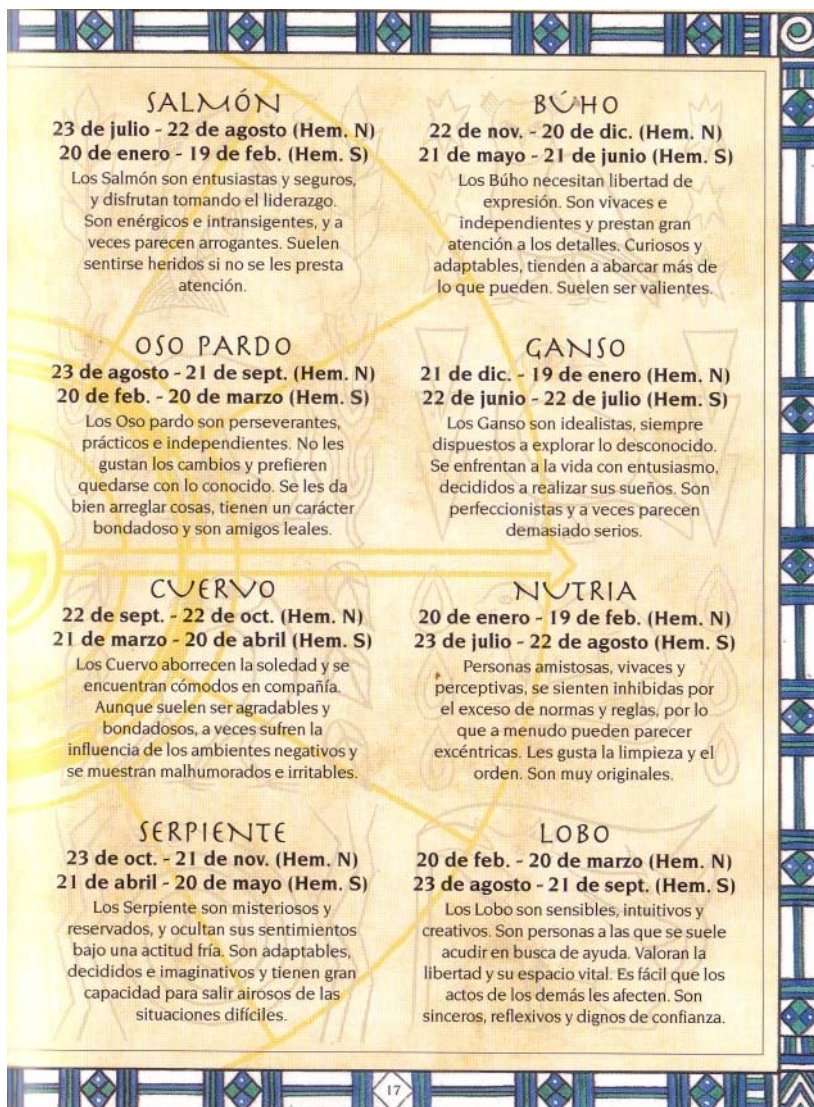 SALMÓN
23 de julio - 22 de agosto (Hem. N)
20 de enero - 19 de feb. (Hem. S)
Los Salmón son entusiastas y seguros,
y disfrutan tomando el liderazgo.
Son enérgicos e intransigentes, y a
veces parecen arrogantes. Suelen
sentirse heridos si no se les presta
atención.
OSO PARDO
23 de agosto - 21 de sept. (Hem. N)
20 de feb. - 20 de marzo (Hem. S)
Los Oso pardo son perseverantes,
prácticos e independientes. No les
gustan los cambios y prefieren
quedarse con lo conocido. Se les da
bien arreglar cosas, tienen un carácter
bondadoso y son amigos leales.
CUERVO
22 de sept. - 22 de oct. (Hem. N)
21 de marzo - 20 de abril (Hem. S)
Los Cuervo aborrecen la soledad y se
encuentran cómodos en compañía.
Aunque suelen ser agradables y
bondadosos, a veces sufren la
influencia de los ambientes negativos y
se muestran malhumorados e irritables.
SERPIENTE
23 de oct. - 21 de nov. (Hem. N)
21 de abril - 20 de mayo (Hem. S)
Los Serpiente son misteriosos y
reservados, y ocultan sus sentimientos
bajo una actitud fría. Son adaptables,
decididos e imaginativos y tienen gran
capacidad para salir airosos de las
situaciones difíciles.
BÚHO
22 de nov. - 20 de dic. (Hem. N)
21 de mayo - 21 de junio (Hem. S)
Los Búho necesitan libertad de
expresión. Son vivaces e
independientes y prestan gran
atención a los detalles. Curiosos y
adaptables, tienden a abarcar más de
lo que pueden. Suelen ser valientes.
GANSO
21 de dic. - 19 de enero (Hem. N)
22 de junio - 22 de julio (Hem. S)
Los Ganso son idealistas, siempre
dispuestos a explorar lo desconocido.
Se enfrentan a la vida con entusiasmo,
decididos a realizar sus sueños. Son
perfeccionistas y a veces parecen
demasiado serios.
NUTRIA
20 de enero - 19 de feb. (Hem. N)
23 de julio - 22 de agosto (Hem. S)
Personas amistosas, vivaces y
perceptivas, se sienten inhibidas por
el exceso de normas y reglas, por lo
que a menudo pueden parecer
excéntricas. Les gusta la limpieza y el
orden. Son muy originales.
LOBO
20 de feb. - 20 de marzo (Hem. N)
23 de agosto - 21 de sept. (Hem. S)
Los Lobo son sensibles, intuitivos y
creativos. Son personas a las que se suele
acudir en busca de ayuda. Valoran la
libertad y su espacio vital. Es fácil que los
actos de los demás les afecten. Son
sinceros, reflexivos y dignos de confianza.
17